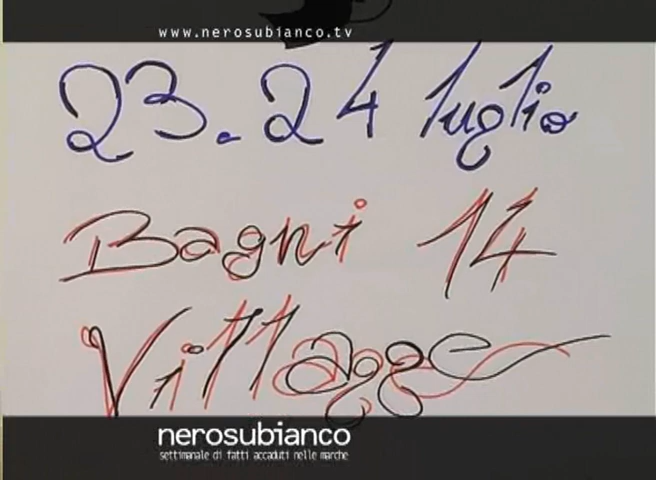 www.nerosubianco.tv
23.24 luglio
Bagni 14
Village
nerosubianco
settimanale di fatti accaduti nelle marche